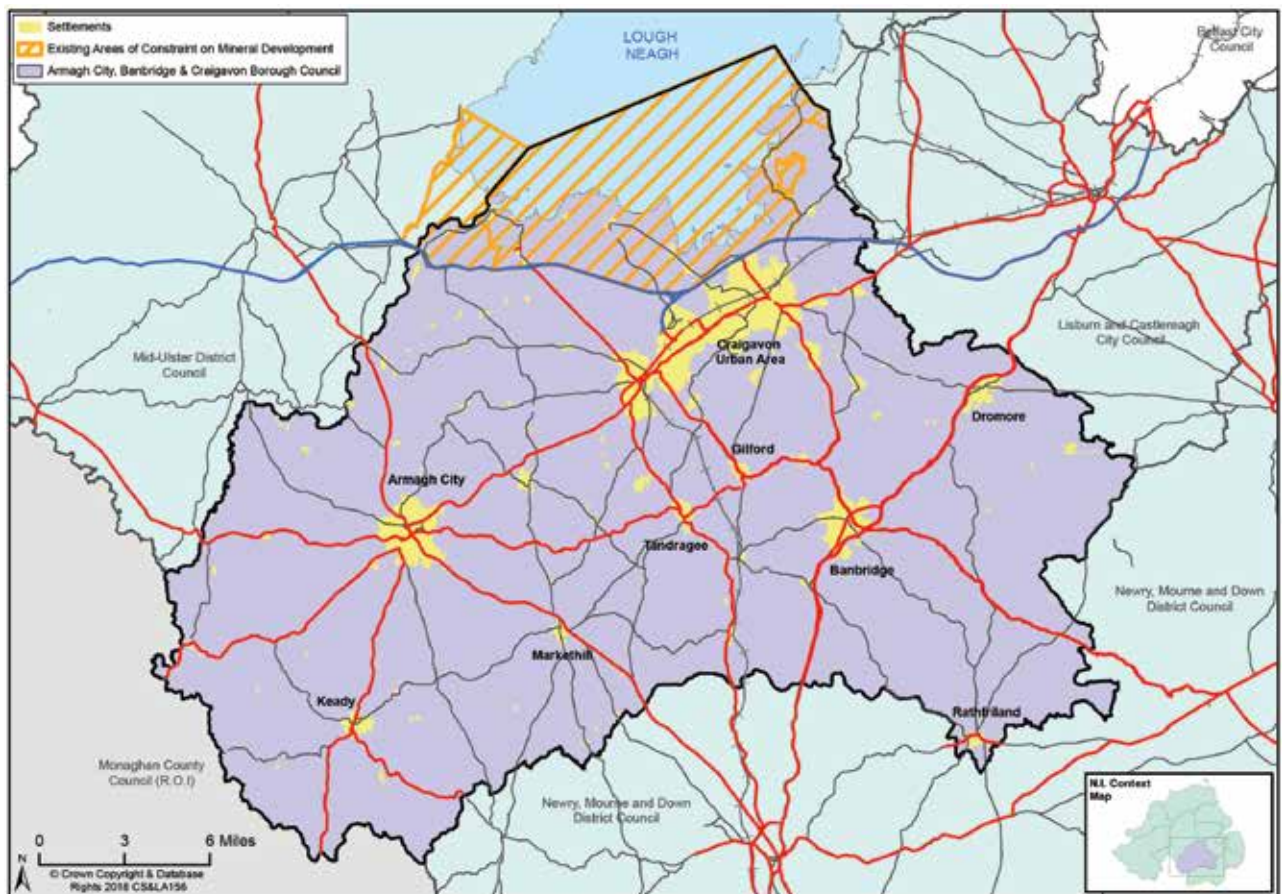 Settlements
Existing Areas of Constraint on Mineral Development
Armagh City, Banbridge & Craigavon Borough Council
LOUGH
NEAGH
Belfast City
Council
Mid-Ulster District
Council
Lisburn and Castlereagh
City Council
Craigavon
Urban Area
Dromore
Gilford
Armagh City
Tandragee
Banbridge
Newry, Mourne and Down
District Council
Markethill
Keady
Rathfriland
Monaghan County
Council (R.O.I)
Newry, Mourne and Down
District Council
N.I. Context
Map
0 3 6 Miles
N
© Crown Copyright & Database
Rights 2018 CS&LA156